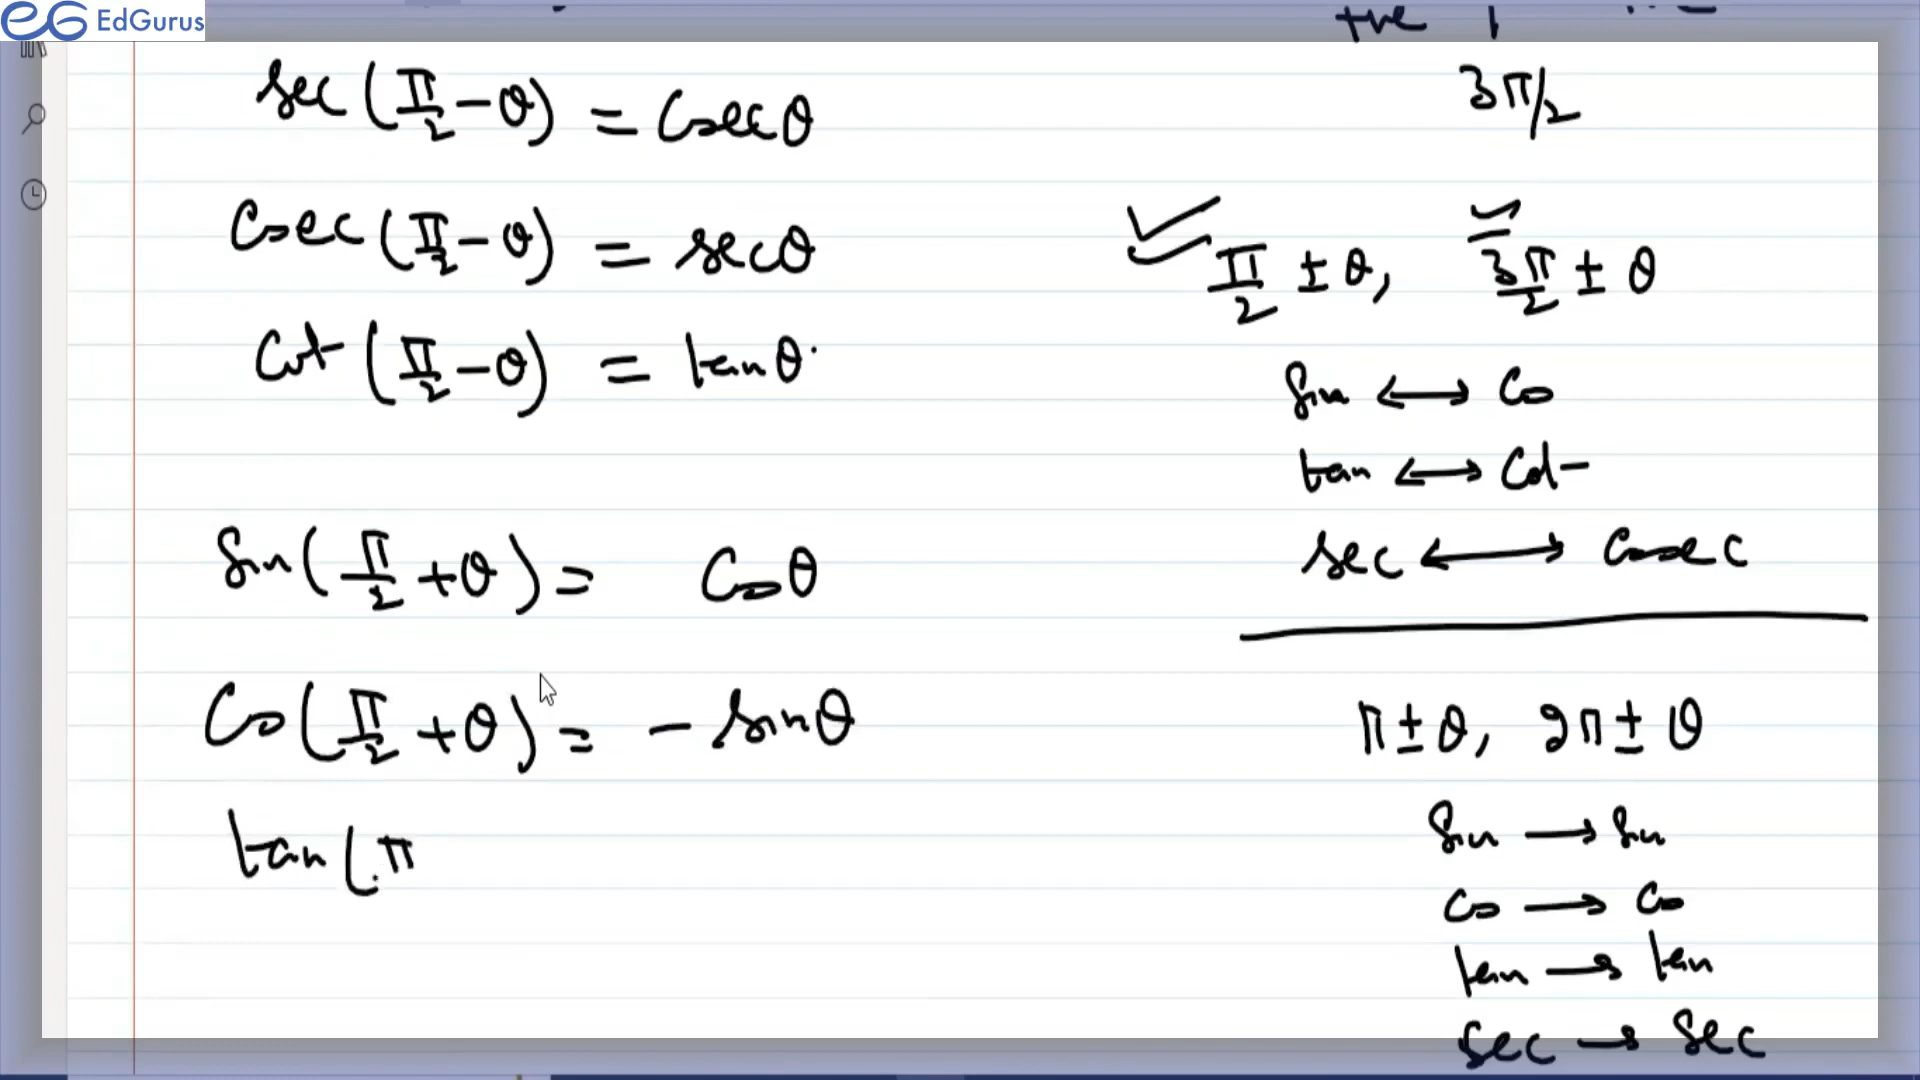 EdGurus
sec (π/2 - θ) = Cosec θ
Cosec (π/2 - θ) = sec θ
Cot (π/2 - θ) = tan θ.
Sin (π/2 + θ) = Cos θ
Cos (π/2 + θ) = - sin θ
tan (. π
the
3π/2
π/2 ± θ, 3π/2 ± θ
Sin ↔ Cos
tan ↔ Cot
sec ↔ Cosec
π ± θ, 2π ± θ
Sin → Sin
Cos → Cos
tan → tan
sec → sec